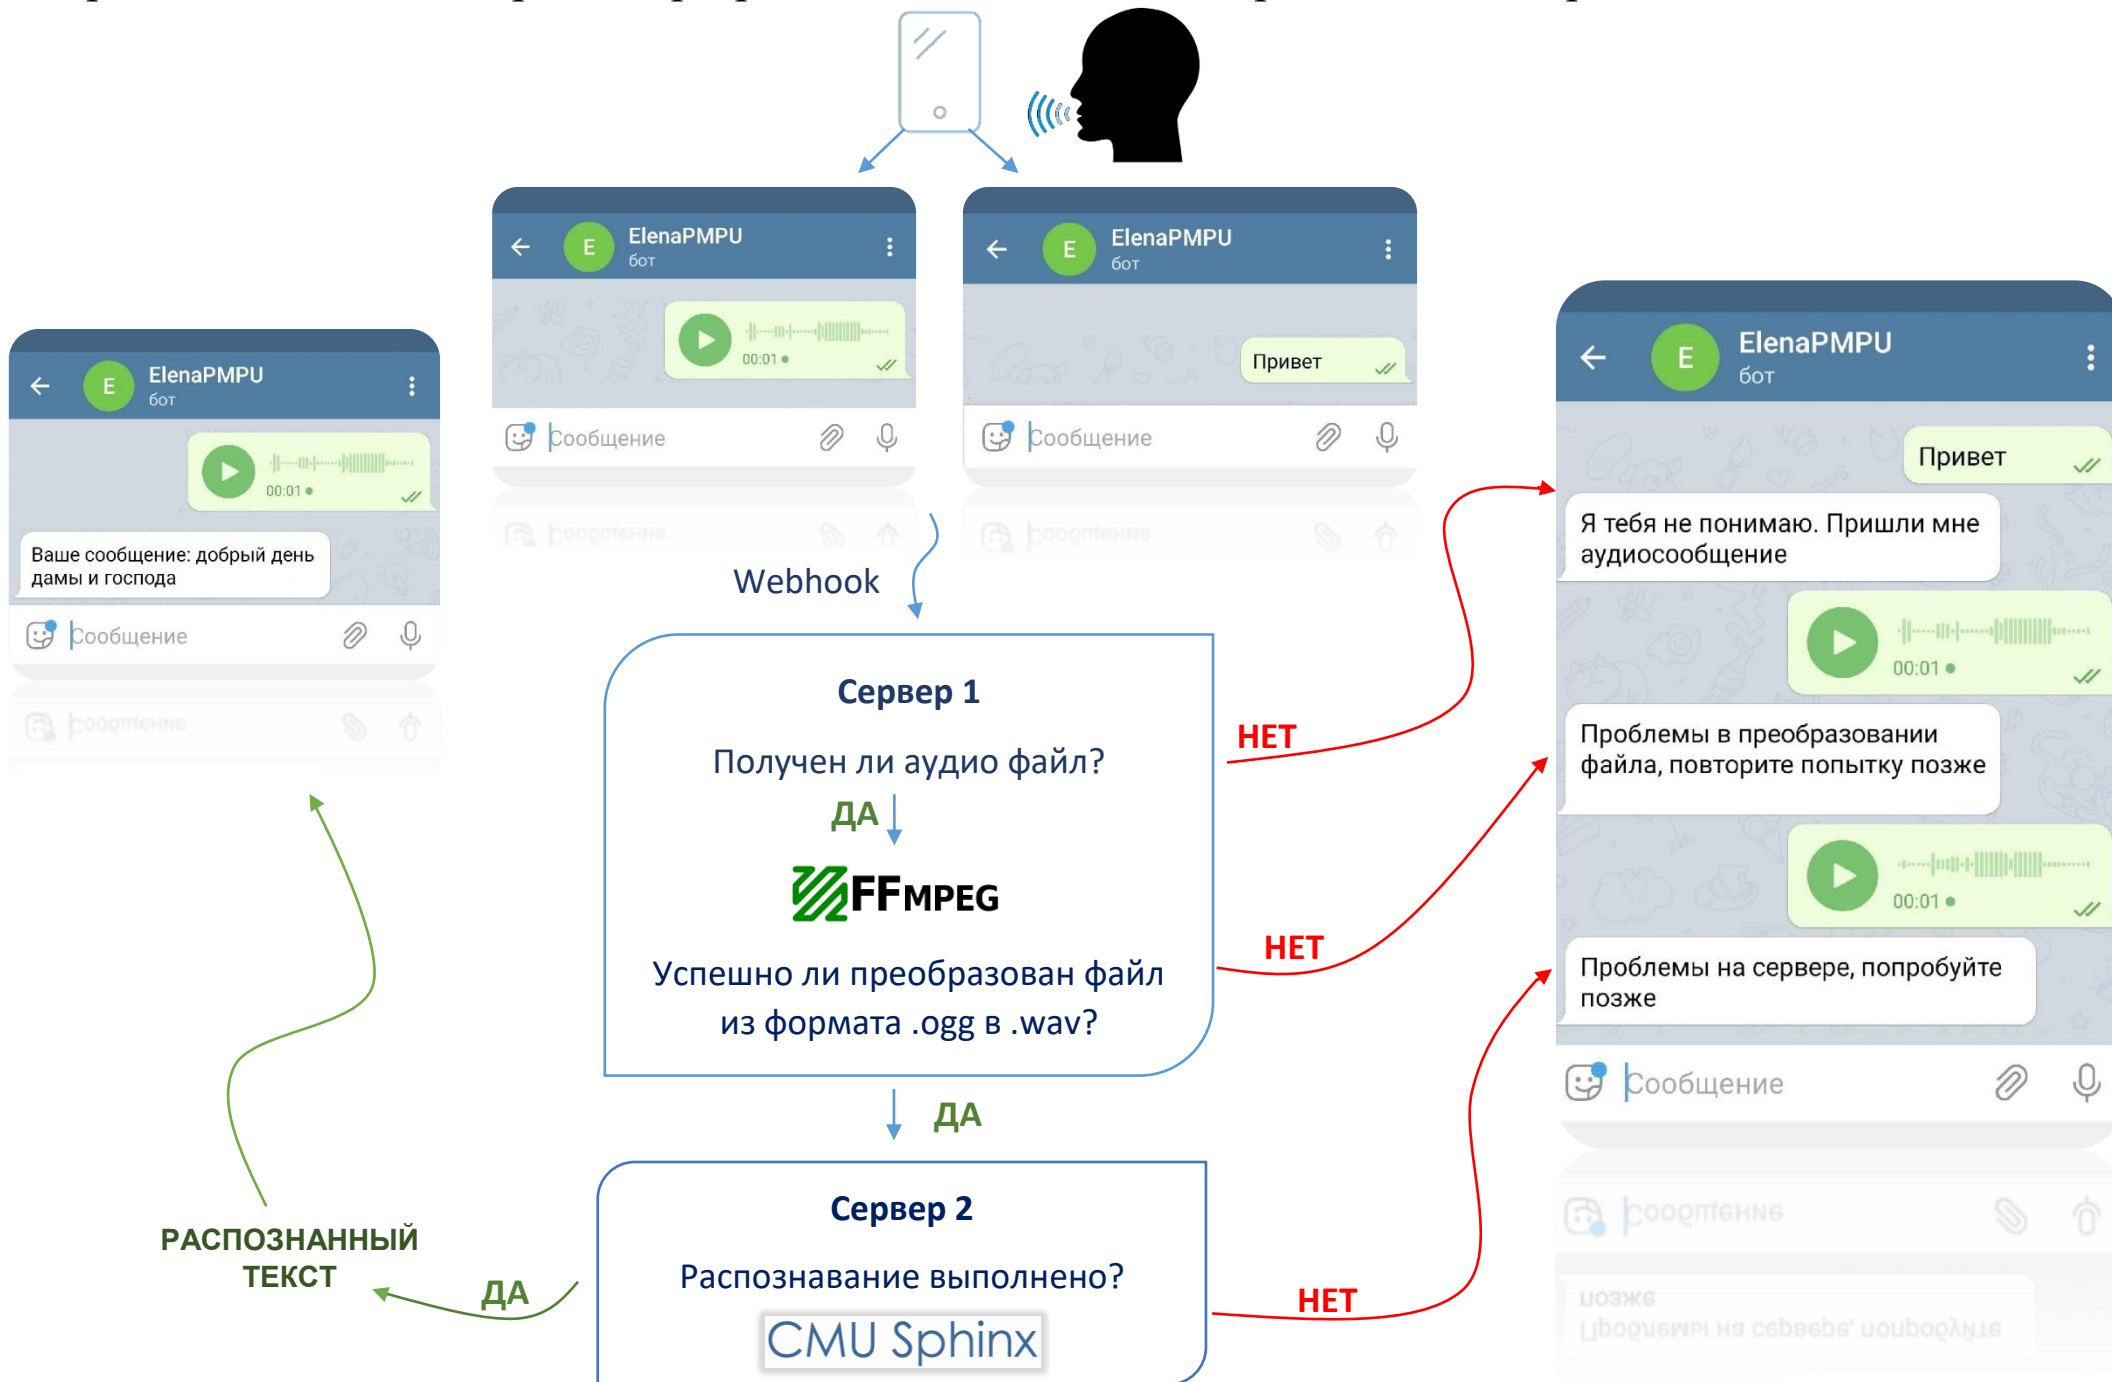 ElenaPMPU
бот
00:01
Сообщение
ElenaPMPU
бот
Привет
Сообщение
ElenaPMPU
бот
00:01
Ваше сообщение: добрый день
дамы и господа
Сообщение
Webhook
Сервер 1
Получен ли аудио файл?
ДА
FFMPEG
Успешно ли преобразован файл
из формата .ogg в .wav?
ДА
Сервер 2
Распознавание выполнено?
CMU Sphinx
ДА
РАСПОЗНАННЫЙ
ТЕКСТ
НЕТ
НЕТ
НЕТ
ElenaPMPU
бот
Привет
Я тебя не понимаю. Пришли мне
аудиосообщение
00:01
Проблемы в преобразовании
файла, повторите попытку позже
00:01
Проблемы на сервере, попробуйте
позже
Сообщение